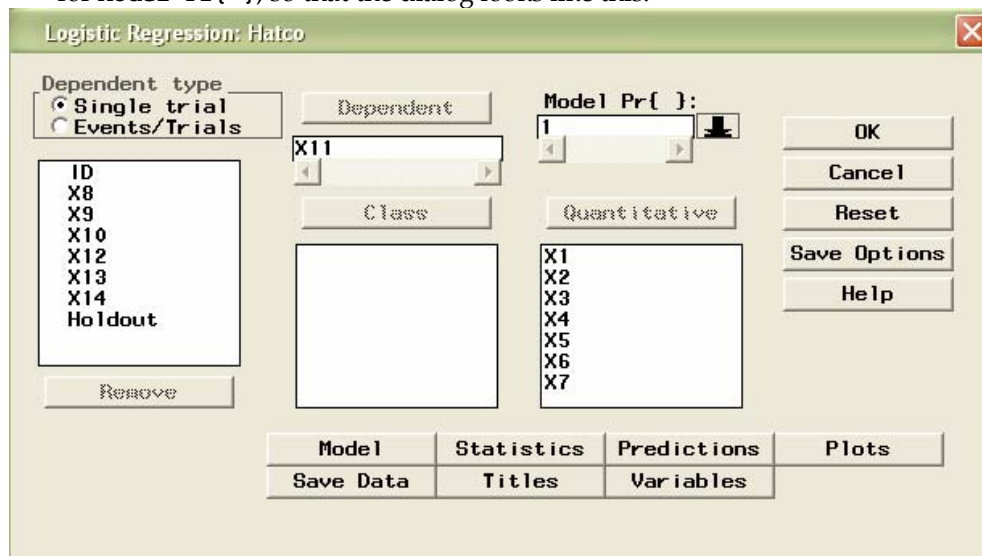 for Model Pr{ }, so that the dialog looks like this:
Logistic Regression: Hatco
Dependent type
Single trial
Events/Trials
Dependent
Model Pr{ }:
X11
1
OK
Cancel
Reset
Save Options
Help
ID
X8
X9
X10
X12
X13
X14
Holdout
Remove
Class
Quantitative
X1
X2
X3
X4
X5
X6
X7
Model
Statistics
Predictions
Plots
Save Data
Titles
Variables